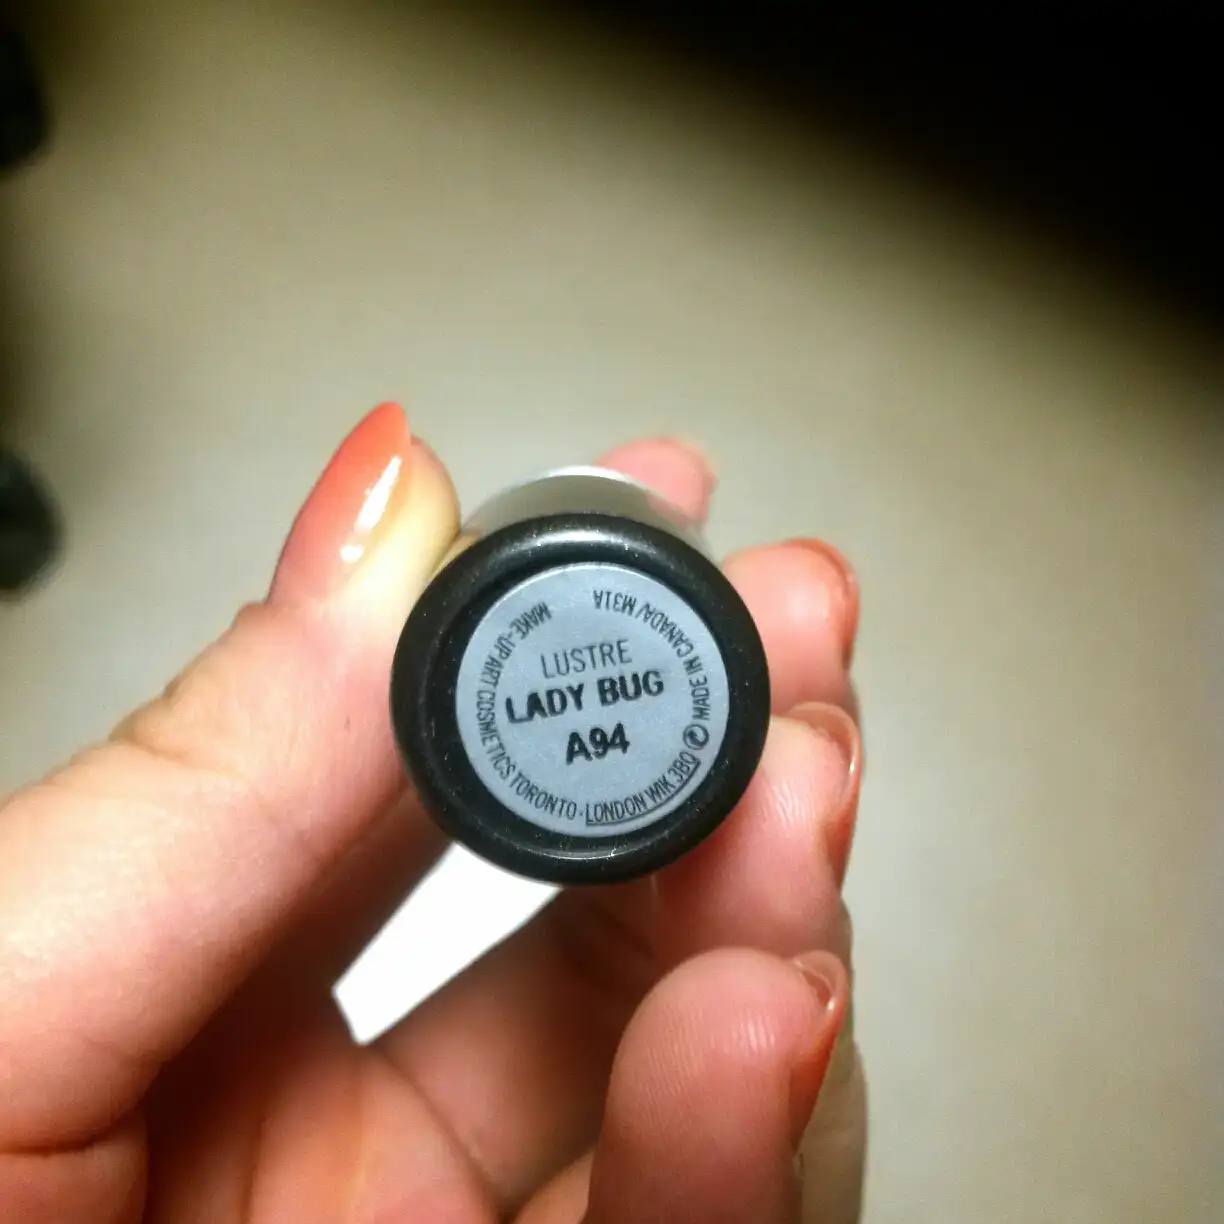 LUSTRE
LADY BUG
A94
MAKE-UP ART COSMETICS TORONTO · LONDON W1K 3BQ MADE IN CANADA/ M31A